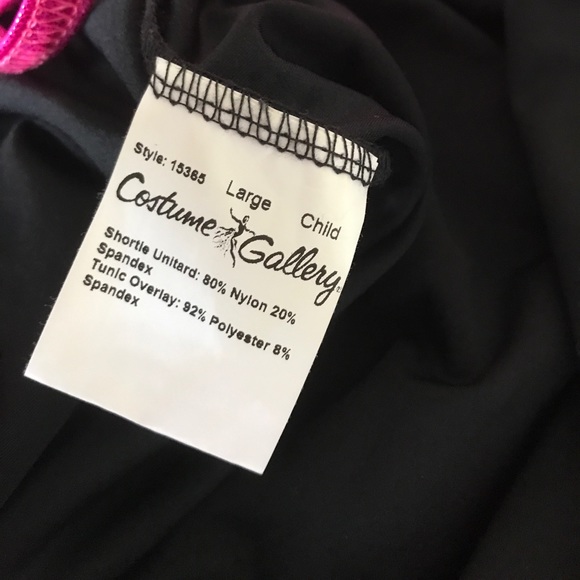 Style: 15365 Large Child
Costume Gallery
Shortie Unitard: 80% Nylon 20%
Spandex
Tunic Overlay: 92% Polyester 8%
Spandex